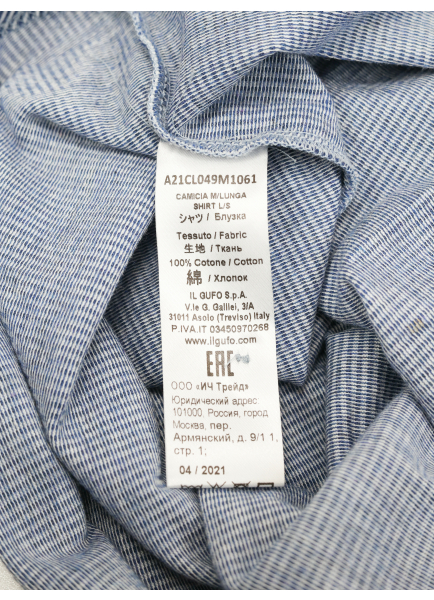 A21CL049M1061
CAMICIA M/LUNGA
SHIRT L/S
シャツ / Блузка
Tessuto / Fabric
生地 / Ткань
100% Cotone / Cotton
綿 / Хлопок
IL GUFO S.p.A.
V.le G. Galilei, 3/A
31011 Asolo (Treviso) Italy
P.IVA.IT 03450970268
www.ilgufo.com
EAC
ООО «ИЧ Трейд»
Юридический адрес
101000. Россия, город
Москва, пер.
Армянский, д. 9/1 1,
стр. 1;
04 / 2021